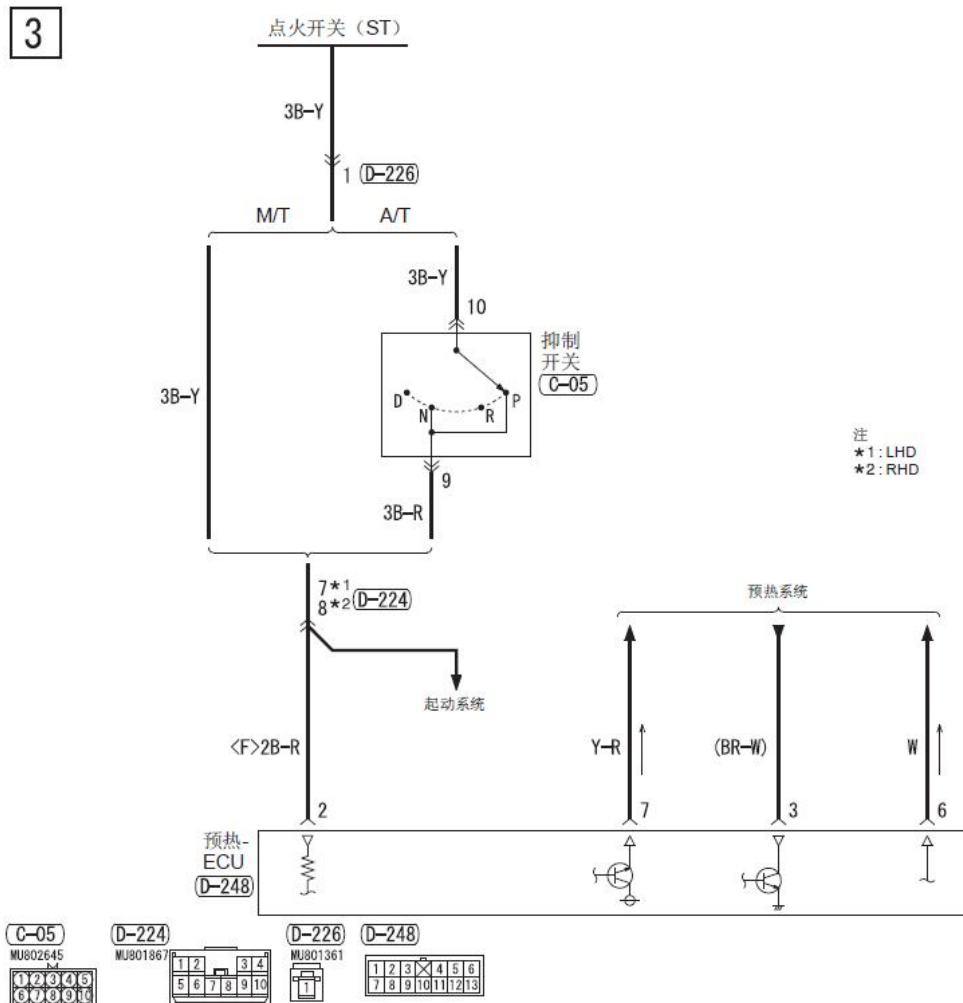 3
点火开关（ST）
3B-Y
1 (D-226)
M/T A/T
3B-Y
10
抑制
开关
(C-05)
3B-Y
D N R P
9
3B-R
注
*1 : LHD
*2 : RHD
7*1
8*2 (D-224)
预热系统
起动系统
<F>2B-R
Y-R
(BR-W)
W
2
7
3
6
预热-
ECU
(D-248)
(C-05)
MU802645
1 2 3 4 5
6 7 8 9 10
(D-224)
MU801867
1 2 3 4
5 6 7 8 9 10
(D-226)
MU801361
1
(D-248)
1 2 3 4 5 6
7 8 9 10 11 12 13